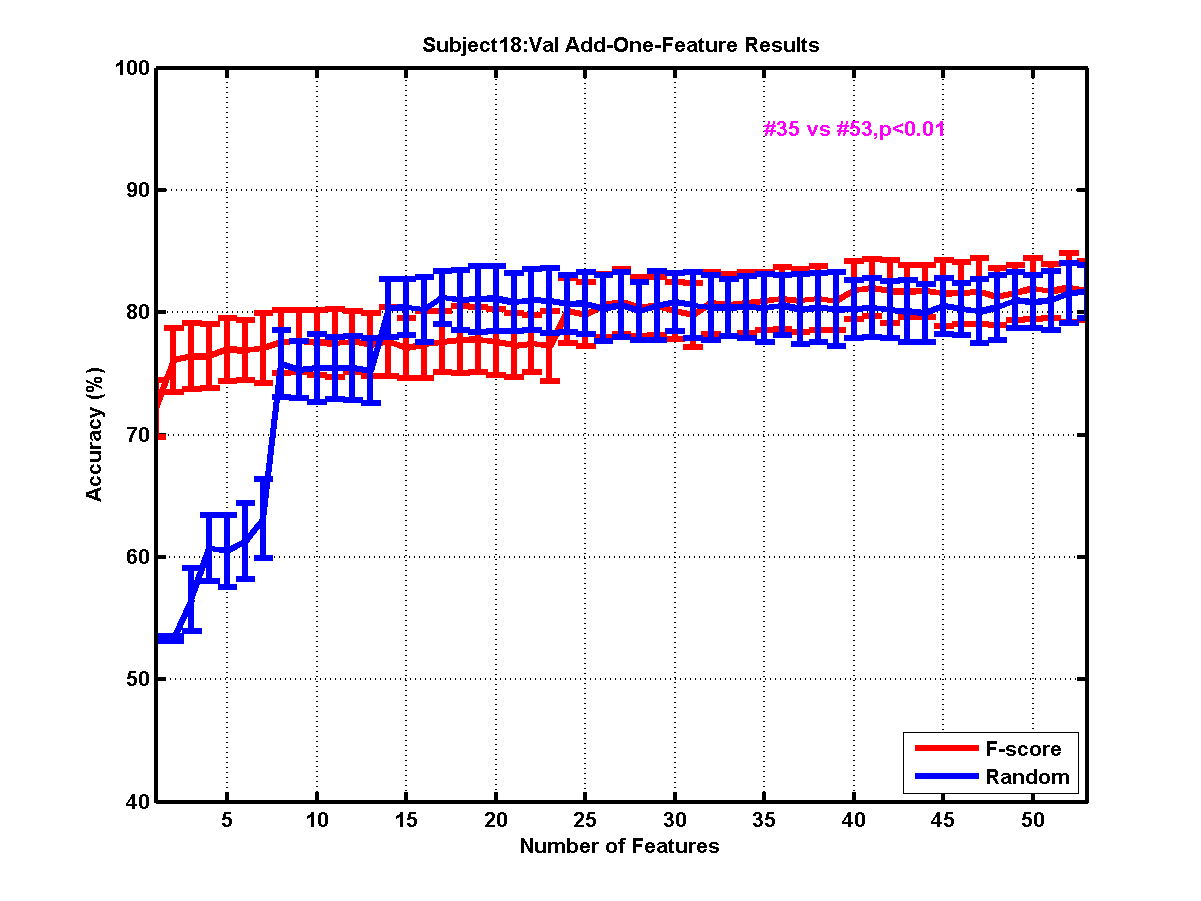 Subject18:Val Add-One-Feature Results
#35 vs #53,p<0.01
100
90
80
70
60
50
40
Accuracy (%)
5 10 15 20 25 30 35 40 45 50
Number of Features
F-score
Random